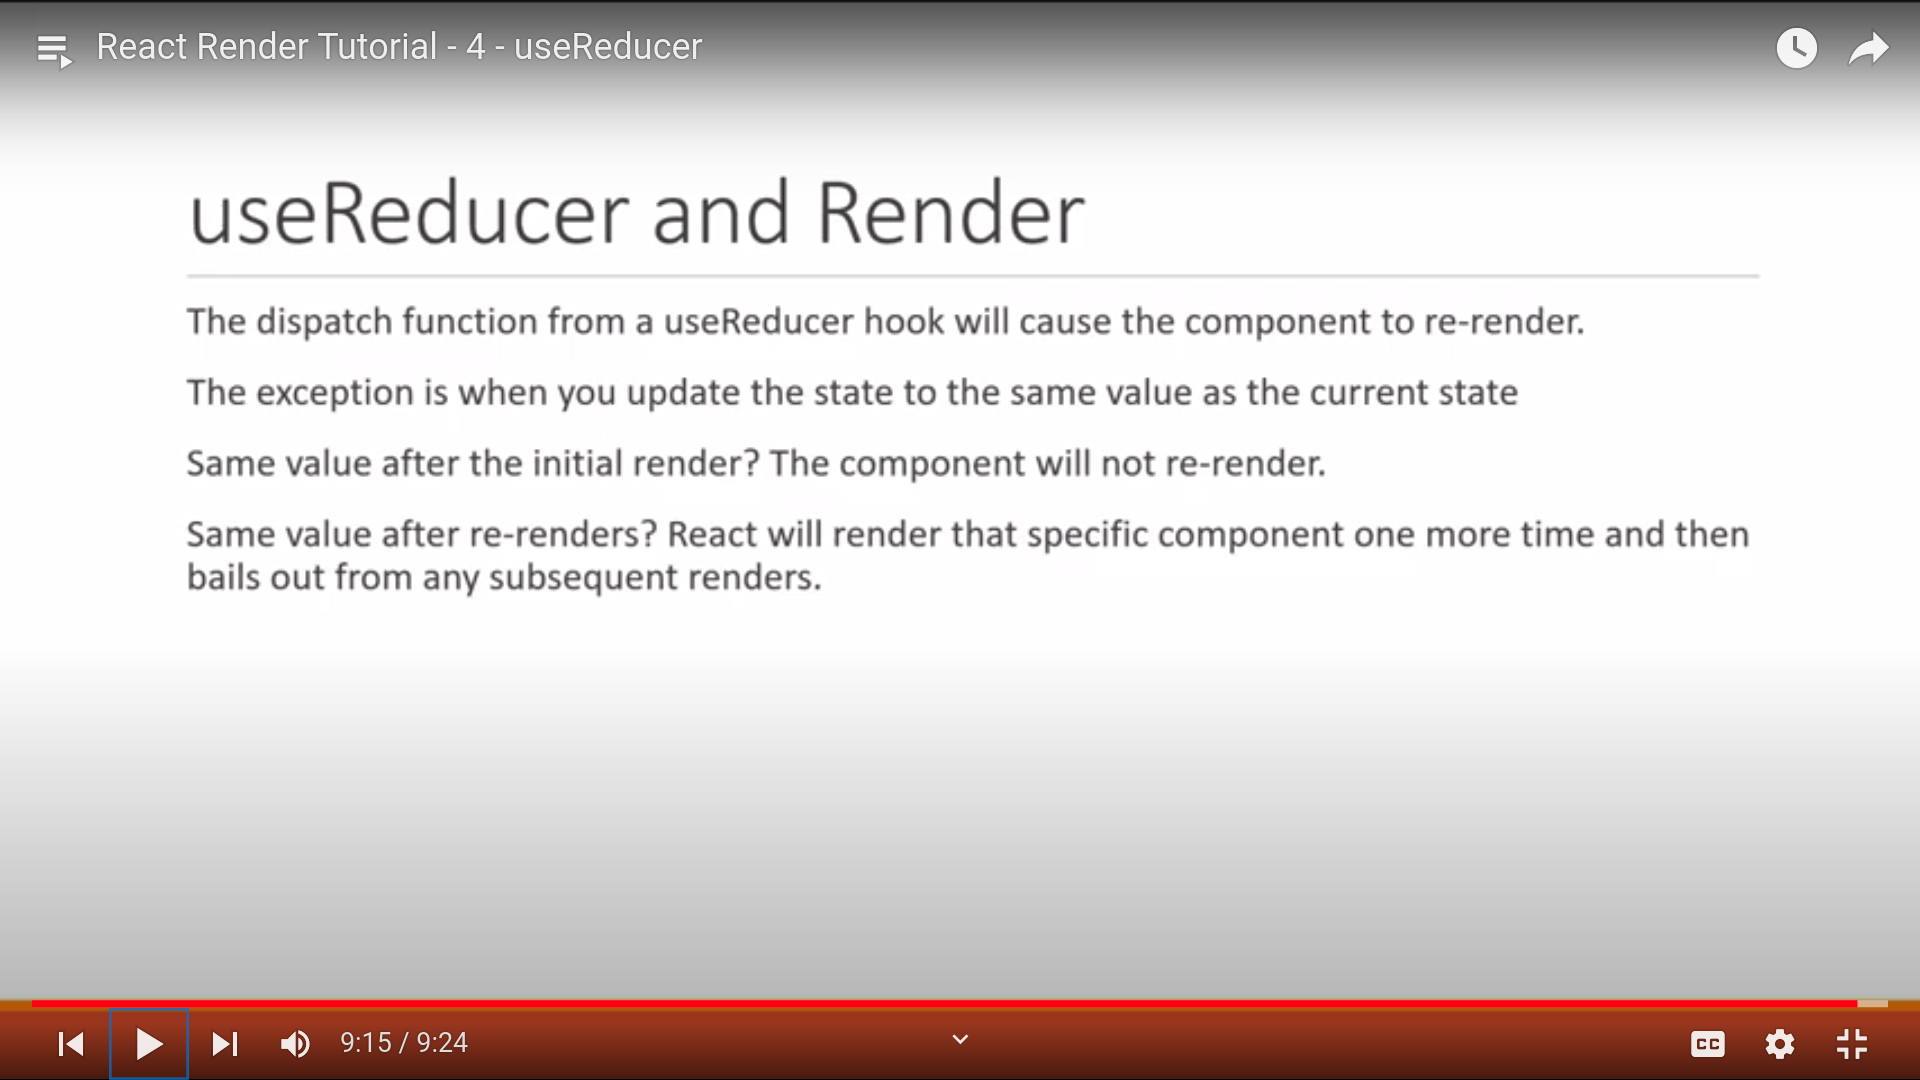 React Render Tutorial - 4 - useReducer
useReducer and Render
The dispatch function from a useReducer hook will cause the component to re-render.
The exception is when you update the state to the same value as the current state
Same value after the initial render? The component will not re-render.
Same value after re-renders? React will render that specific component one more time and then
bails out from any subsequent renders.
9:15 / 9:24
CC